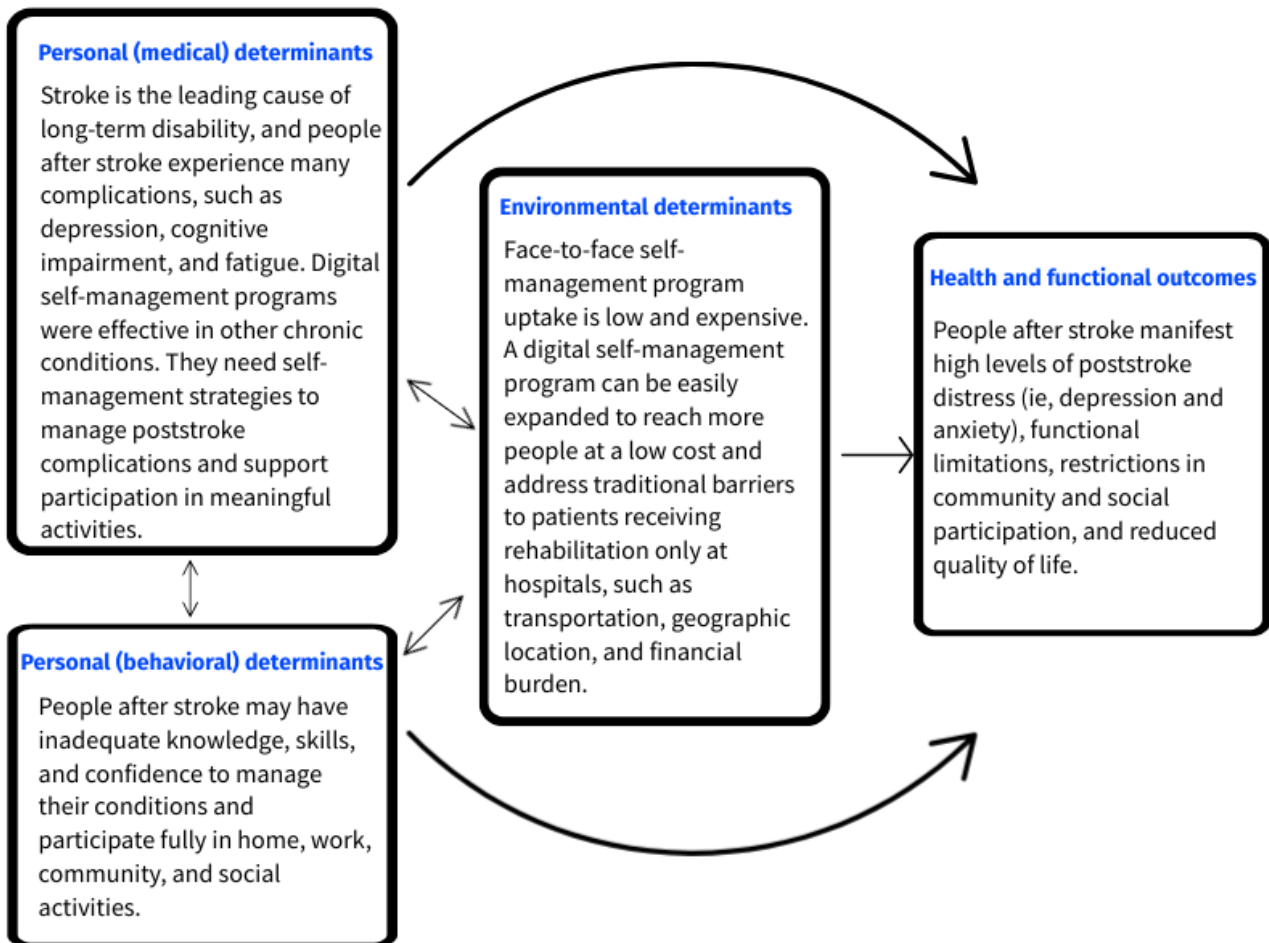 Personal (medical) determinants
Stroke is the leading cause of
long-term disability, and people
after stroke experience many
complications, such as
depression, cognitive
impairment, and fatigue. Digital
self-management programs
were effective in other chronic
conditions. They need self-
management strategies to
manage poststroke
complications and support
participation in meaningful
activities.
Personal (behavioral) determinants
People after stroke may have
inadequate knowledge, skills,
and confidence to manage
their conditions and
participate fully in home, work,
community, and social
activities.
Environmental determinants
Face-to-face self-
management program
uptake is low and expensive.
A digital self-management
program can be easily
expanded to reach more
people at a low cost and
address traditional barriers
to patients receiving
rehabilitation only at
hospitals, such as
transportation, geographic
location, and financial
burden.
Health and functional outcomes
People after stroke manifest
high levels of poststroke
distress (ie, depression and
anxiety), functional
limitations, restrictions in
community and social
participation, and reduced
quality of life.